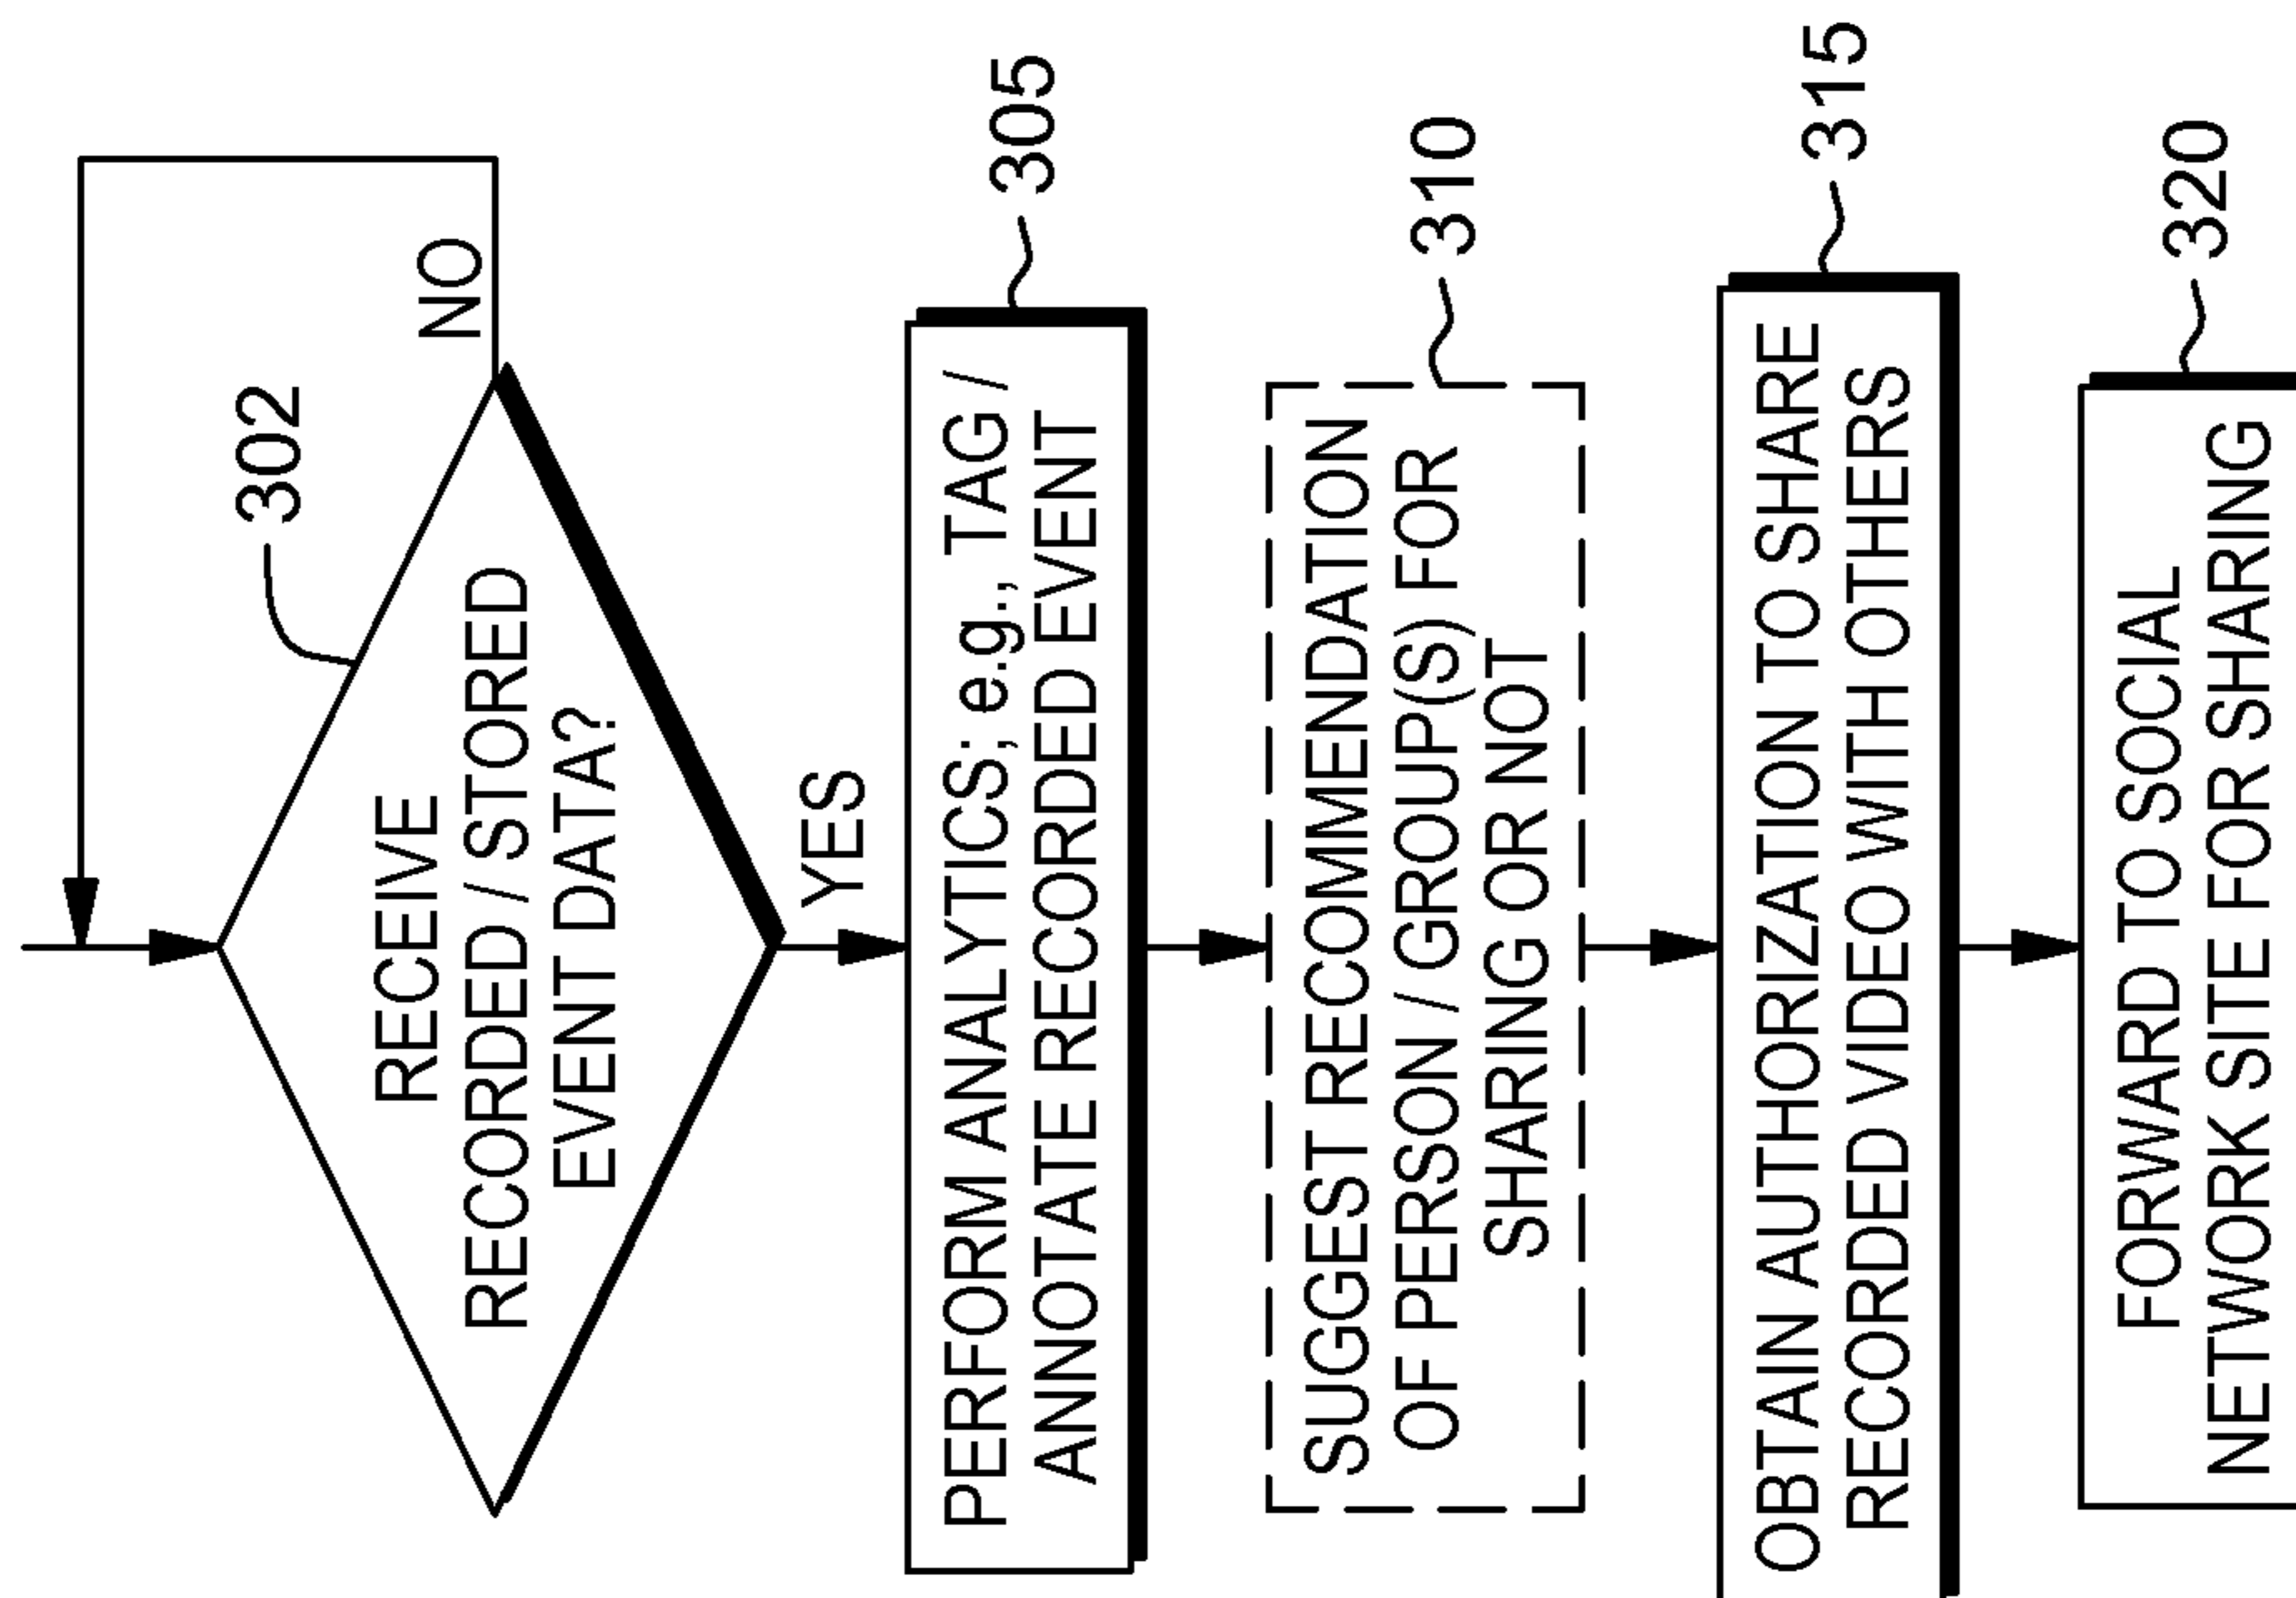 RECEIVE
RECORDED / STORED
EVENT DATA?
302
NO
YES
PERFORM ANALYTICS; e.g., TAG /
ANNOTATE RECORDED EVENT
305
SUGGEST RECOMMENDATION
OF PERSON / GROUP(S) FOR
SHARING OR NOT
310
OBTAIN AUTHORIZATION TO SHARE
RECORDED VIDEO WITH OTHERS
315
FORWARD TO SOCIAL
NETWORK SITE FOR SHARING
320